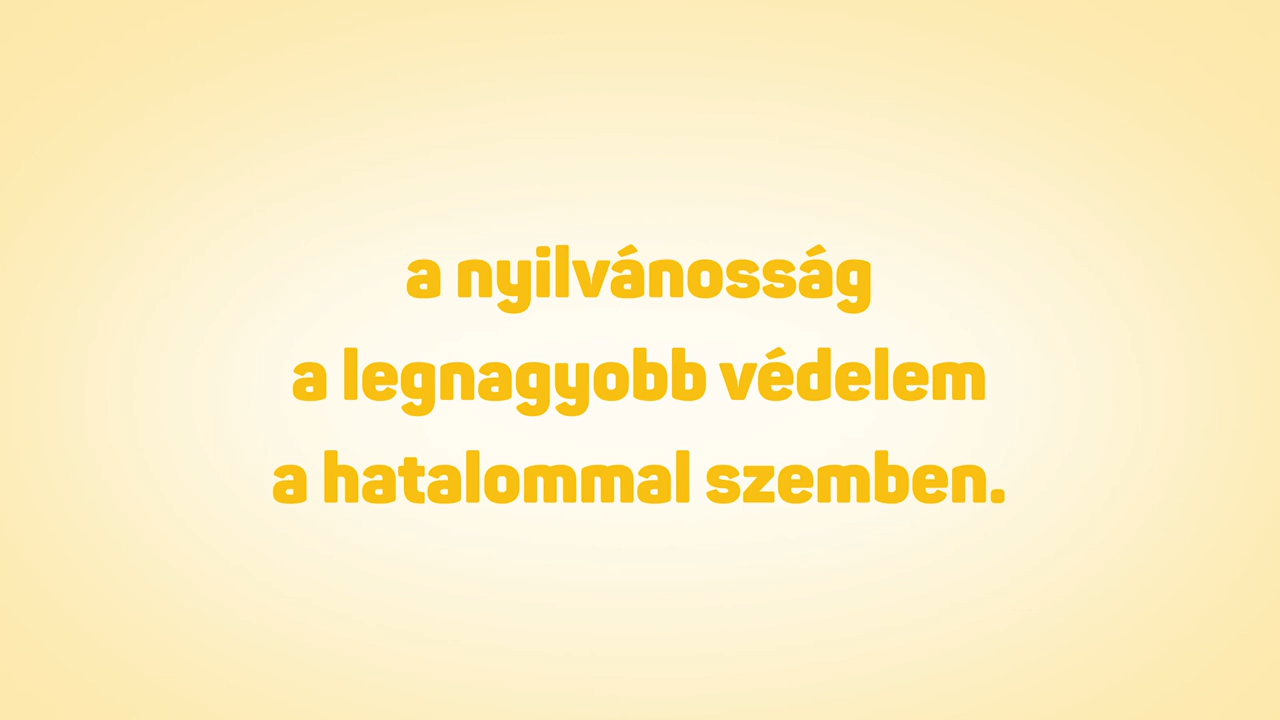 a nyilvánosság
a legnagyobb védelem
a hatalommal szemben.